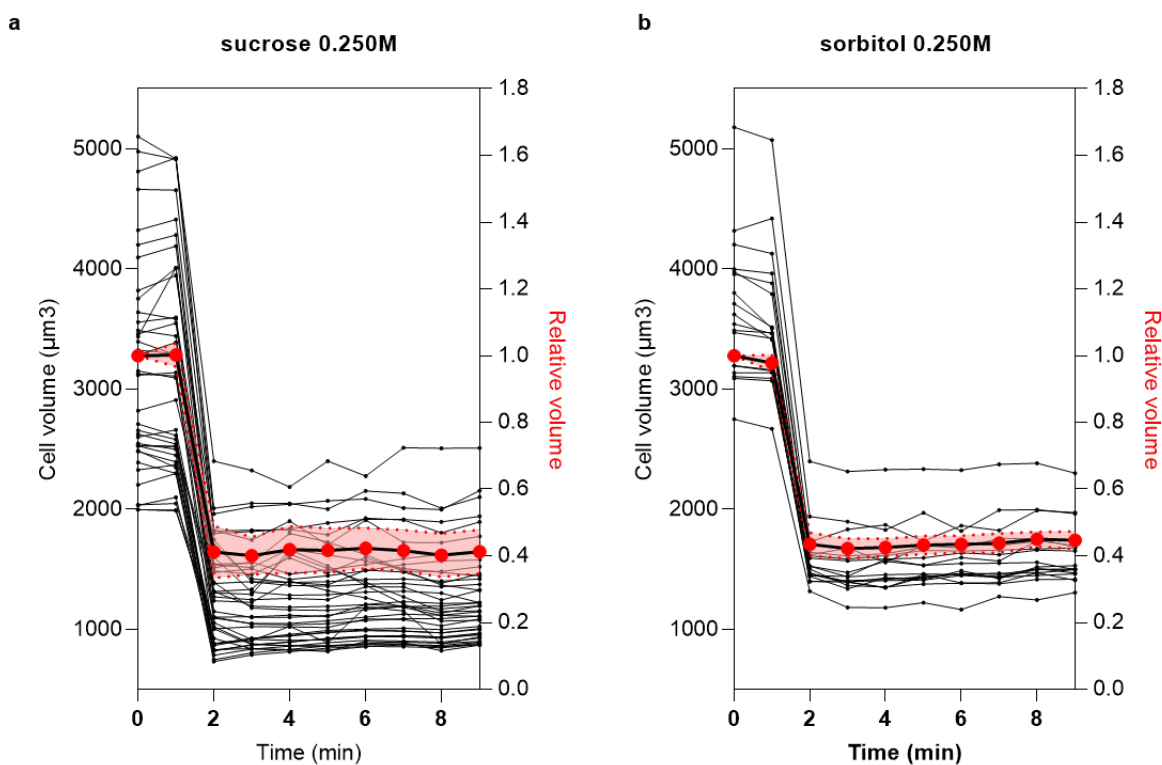 a
sucrose 0.250M
5000
4000
3000
2000
1000
Cell volume (µm3)
1.8
1.6
1.4
1.2
1.0
0.8
0.6
0.4
0.2
0.0
Relative volume
0 2 4 6 8
Time (min)
b
sorbitol 0.250M
5000
4000
3000
2000
1000
Cell volume (µm3)
1.8
1.6
1.4
1.2
1.0
0.8
0.6
0.4
0.2
0.0
Relative volume
0 2 4 6 8
Time (min)